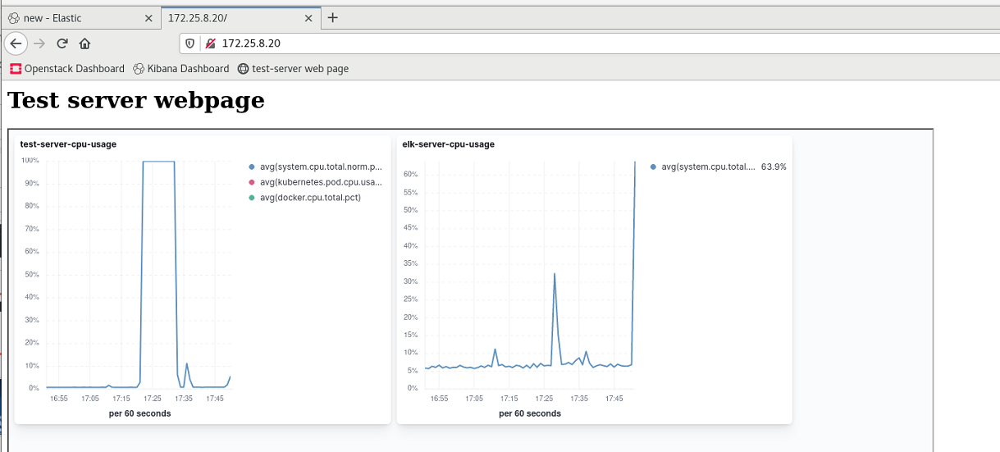 new - Elastic
172.25.8.20/
172.25.8.20
Openstack Dashboard Kibana Dashboard test-server web page
Test server webpage
test-server-cpu-usage
100%
90%
80%
70%
60%
50%
40%
30%
20%
10%
0%
16:55 17:05 17:15 17:25 17:35 17:45
per 60 seconds
avg(system.cpu.total.norm.p...
avg(kubernetes.pod.cpu.usa...
avg(docker.cpu.total.pct)
elk-server-cpu-usage
60%
55%
50%
45%
40%
35%
30%
25%
20%
15%
10%
5%
0%
16:55 17:05 17:15 17:25 17:35 17:45
per 60 seconds
avg(system.cpu.total.... 63.9%